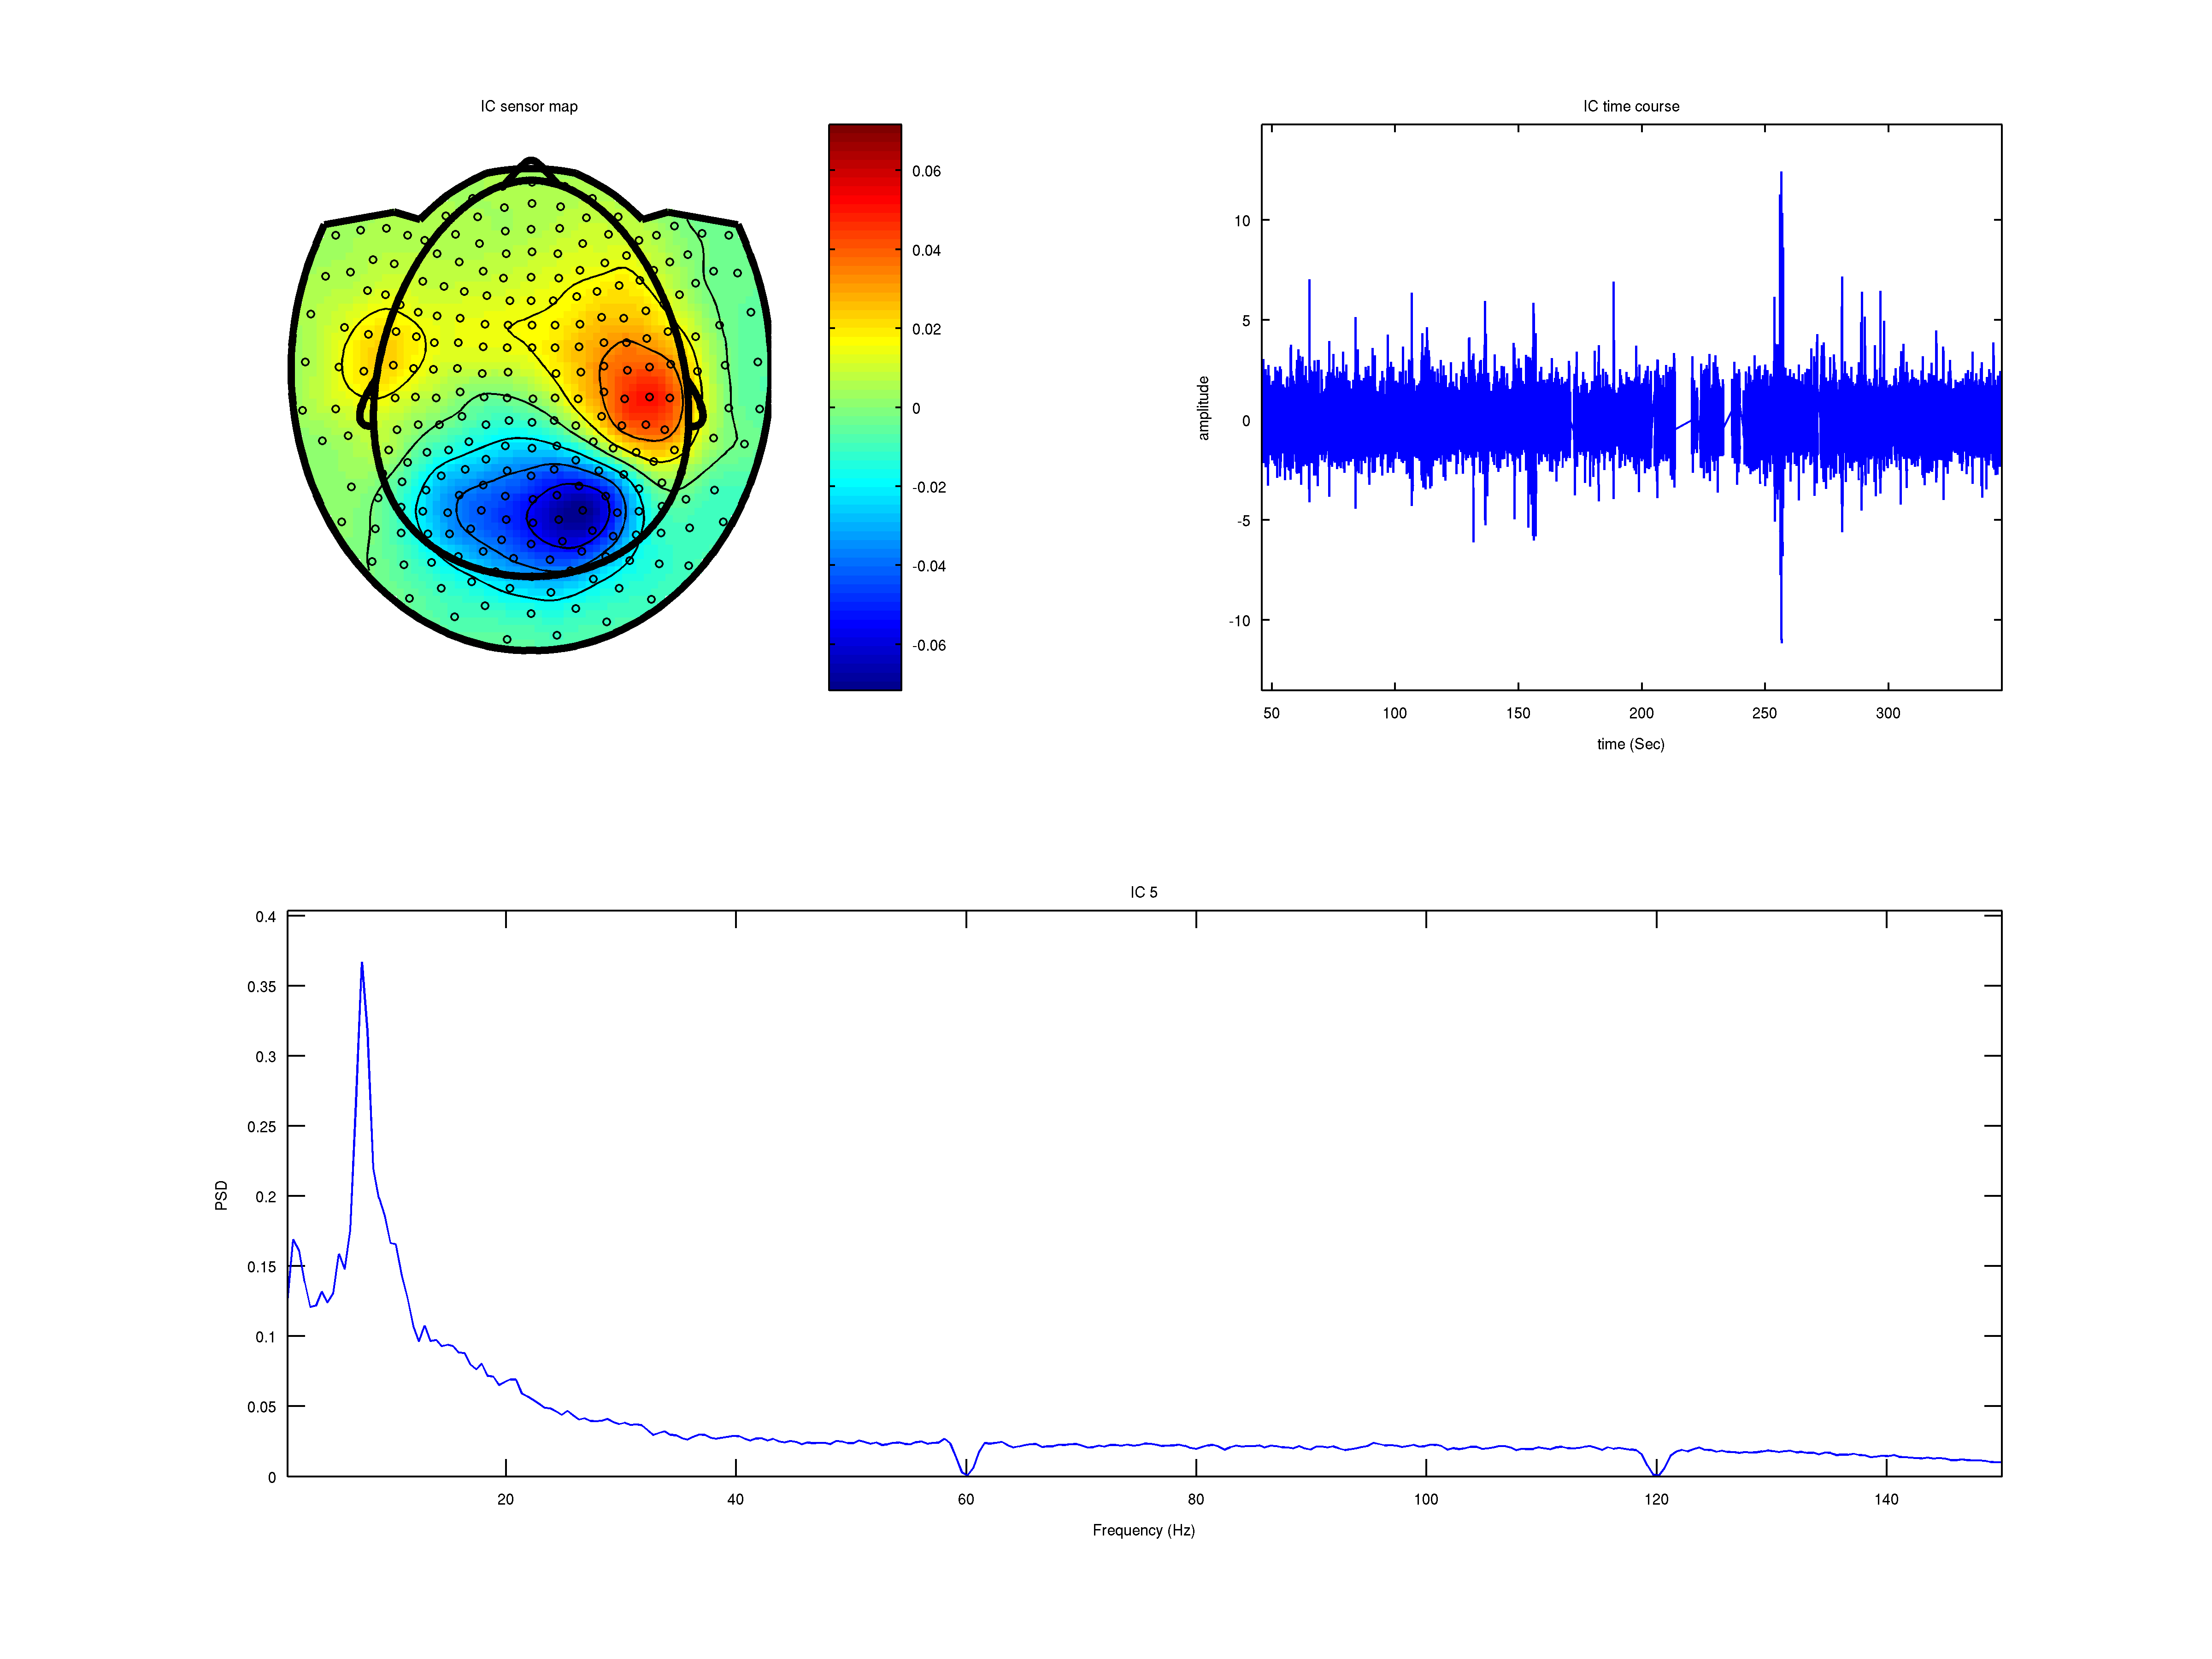 IC sensor map
0.06
0.04
0.02
0
-0.02
-0.04
-0.06
IC time course
amplitude
10
5
0
-5
-10
50 100 150 200 250 300
time (Sec)
IC 5
PSD
0.4
0.35
0.3
0.25
0.2
0.15
0.1
0.05
0
20 40 60 80 100 120 140
Frequency (Hz)